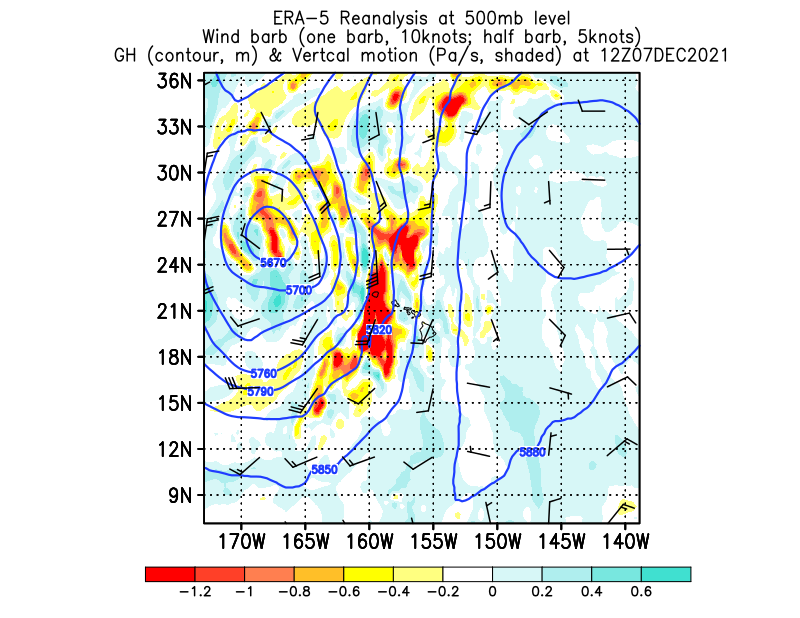 ERA-5 Reanalysis at 500mb level
Wind barb (one barb, 10knots; half barb, 5knots)
GH (contour, m) & Vertcal motion (Pa/s, shaded) at 12Z07DEC2021
36N
33N
30N
27N
24N
21N
18N
15N
12N
9N
5670
5700
5820
5760
5790
5880
5850
170W 165W 160W 155W 150W 145W 140W
-1.2 -1 -0.8 -0.6 -0.4 -0.2 0 0.2 0.4 0.6